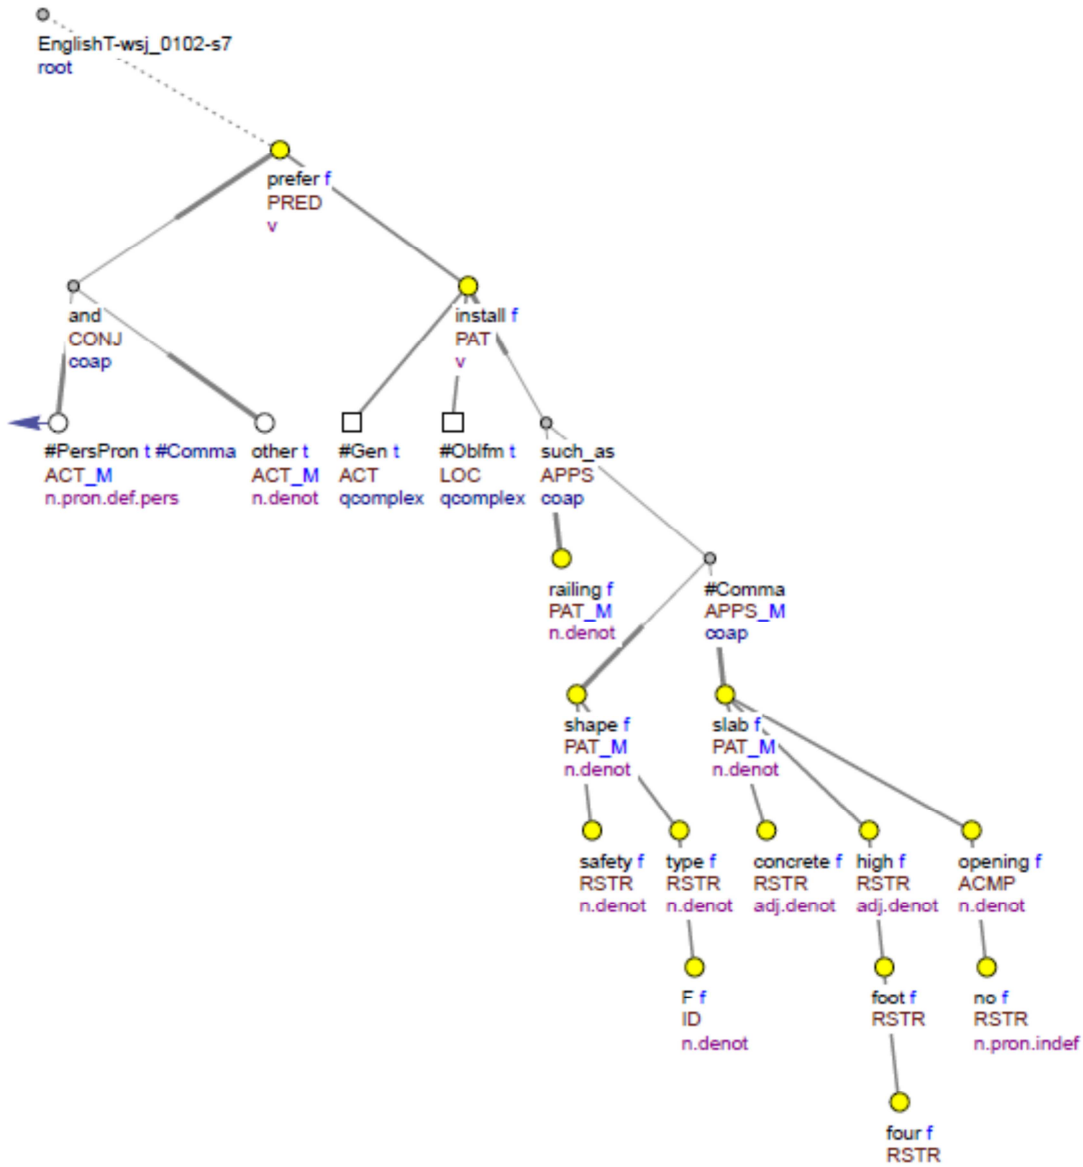 EnglishT-wsj_0102-s7
root
prefer f
PRED
v
and
CONJ
coap
install f
PAT
v
#PersPron t #Comma
ACT_M
n.pron.def.pers
other t
ACT_M
n.denot
#Gen t
ACT
qcomplex
#Oblfm t
LOC
qcomplex
such_as
APPS
coap
railing f
PAT_M
n.denot
#Comma
APPS_M
coap
shape f
PAT_M
n.denot
slab f
PAT_M
n.denot
safety f
RSTR
n.denot
type f
RSTR
n.denot
concrete f
RSTR
adj.denot
high f
RSTR
adj.denot
opening f
ACMP
n.denot
F f
ID
n.denot
foot f
RSTR
no f
RSTR
n.pron.indef
four f
RSTR